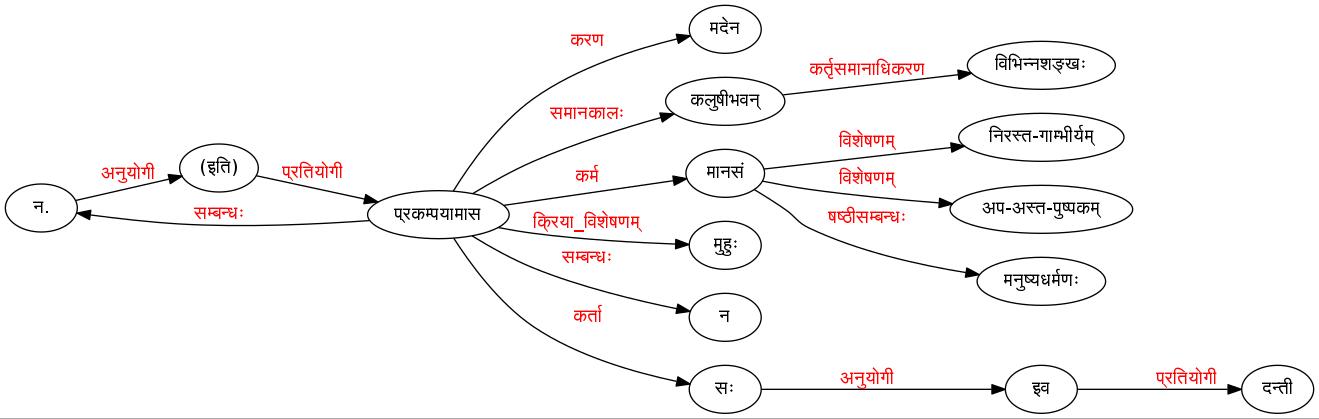 मदेन
करण
विभिन्नशङ्खः
कर्तृसमानाधिकरण
कलुषीभवन्
समानकालः
निरस्त-गाम्भीर्यम्
विशेषणम्
(इति)
अनुयोगी
प्रतियोगी
कर्म
मानसं
विशेषणम्
अप-अस्त-पुष्पकम्
न.
सम्बन्धः
प्रकम्पयामास
षष्ठीसम्बन्धः
क्रिया_विशेषणम्
मुहुः
सम्बन्धः
मनुष्यधर्मणः
कर्ता
न
सः
अनुयोगी
इव
प्रतियोगी
दन्ती